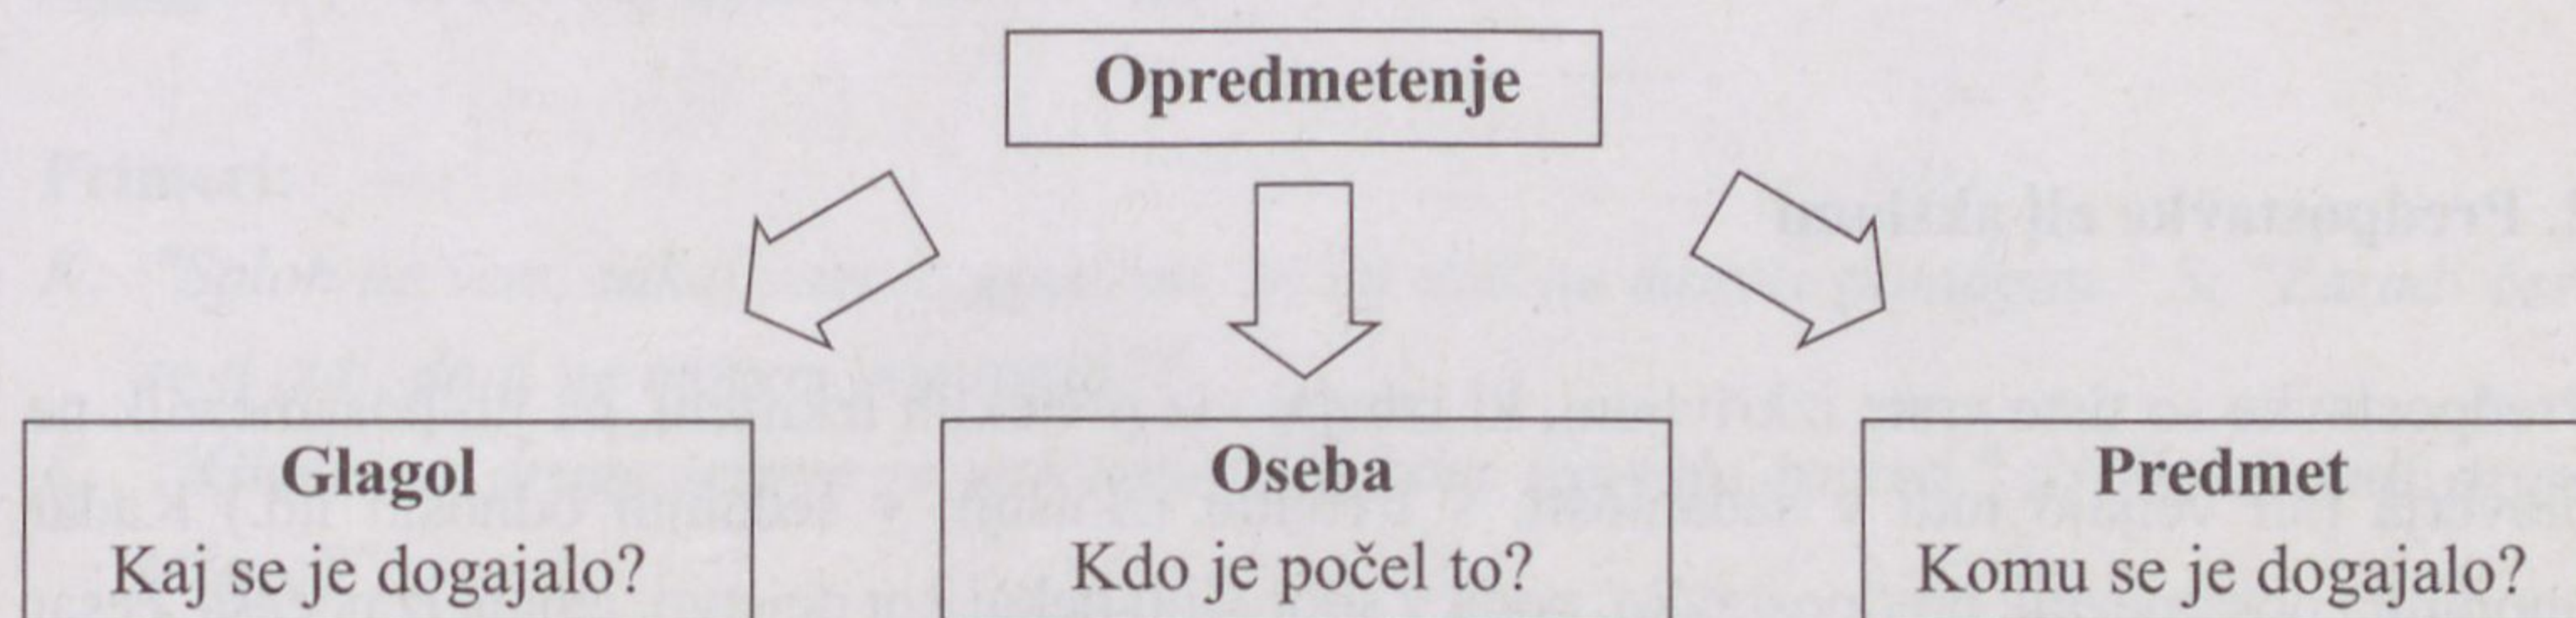 Opredmetenje
Glagol
Kaj se je dogajalo?
Oseba
Kdo je počel to?
Predmet
Komu se je dogajalo?